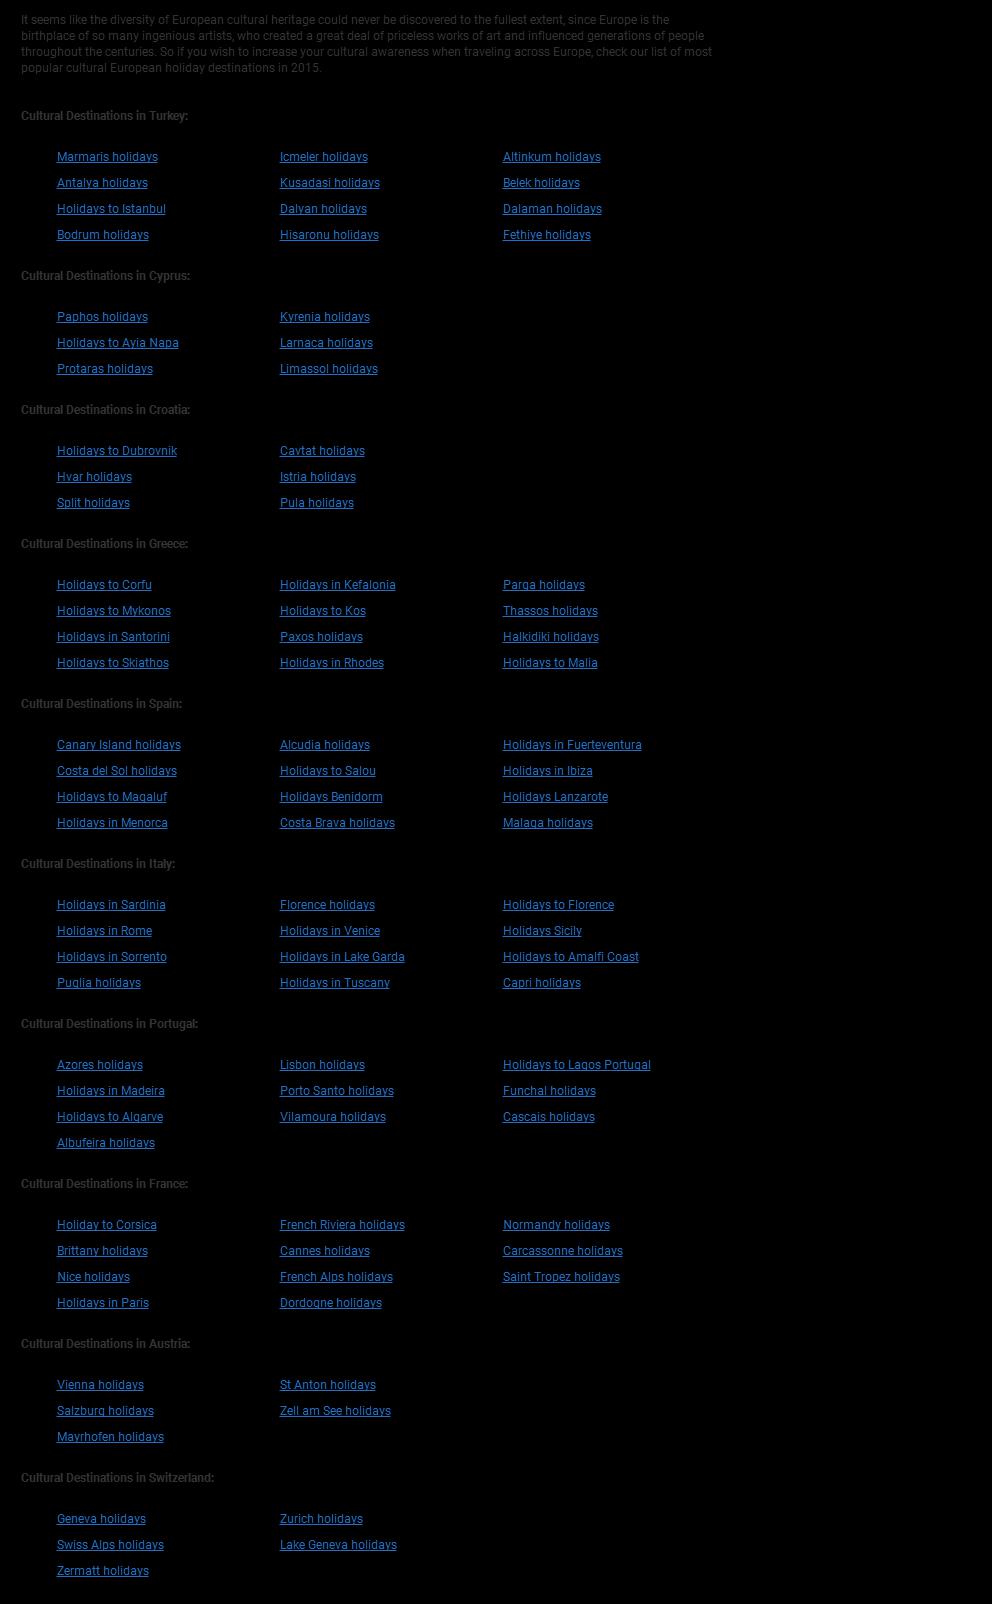 It seems like the diversity of European cultural heritage could never be discovered to the fullest extent, since Europe is the
birthplace of so many ingenious artists, who created a great deal of priceless works of art and influenced generations of people
throughout the centuries. So if you wish to increase your cultural awareness when traveling across Europe, check our list of most
popular cultural European holiday destinations in 2015.
Cultural Destinations in Turkey:
Marmaris holidays Icmeler holidays Altinkum holidays
Antalya holidays Kusadasi holidays Belek holidays
Holidays to Istanbul Dalyan holidays Dalaman holidays
Bodrum holidays Hisaronu holidays Fethiye holidays
Cultural Destinations in Cyprus:
Paphos holidays Kyrenia holidays
Holidays to Ayia Napa Larnaca holidays
Protaras holidays Limassol holidays
Cultural Destinations in Croatia:
Holidays to Dubrovnik Cavtat holidays
Hvar holidays Istria holidays
Split holidays Pula holidays
Cultural Destinations in Greece:
Holidays to Corfu Holidays in Kefalonia Parga holidays
Holidays to Mykonos Holidays to Kos Thassos holidays
Holidays in Santorini Paxos holidays Halkidiki holidays
Holidays to Skiathos Holidays in Rhodes Holidays to Malia
Cultural Destinations in Spain:
Canary Island holidays Alcudia holidays Holidays in Fuerteventura
Costa del Sol holidays Holidays to Salou Holidays in Ibiza
Holidays to Magaluf Holidays Benidorm Holidays Lanzarote
Holidays in Menorca Costa Brava holidays Malaga holidays
Cultural Destinations in Italy:
Holidays in Sardinia Florence holidays Holidays to Florence
Holidays in Rome Holidays in Venice Holidays Sicily
Holidays in Sorrento Holidays in Lake Garda Holidays to Amalfi Coast
Puglia holidays Holidays in Tuscany Capri holidays
Cultural Destinations in Portugal:
Azores holidays Lisbon holidays Holidays to Lagos Portugal
Holidays in Madeira Porto Santo holidays Funchal holidays
Holidays to Algarve Vilamoura holidays Cascais holidays
Albufeira holidays
Cultural Destinations in France:
Holiday to Corsica French Riviera holidays Normandy holidays
Brittany holidays Cannes holidays Carcassonne holidays
Nice holidays French Alps holidays Saint Tropez holidays
Holidays in Paris Dordogne holidays
Cultural Destinations in Austria:
Vienna holidays St Anton holidays
Salzburg holidays Zell am See holidays
Mayrhofen holidays
Cultural Destinations in Switzerland:
Geneva holidays Zurich holidays
Swiss Alps holidays Lake Geneva holidays
Zermatt holidays